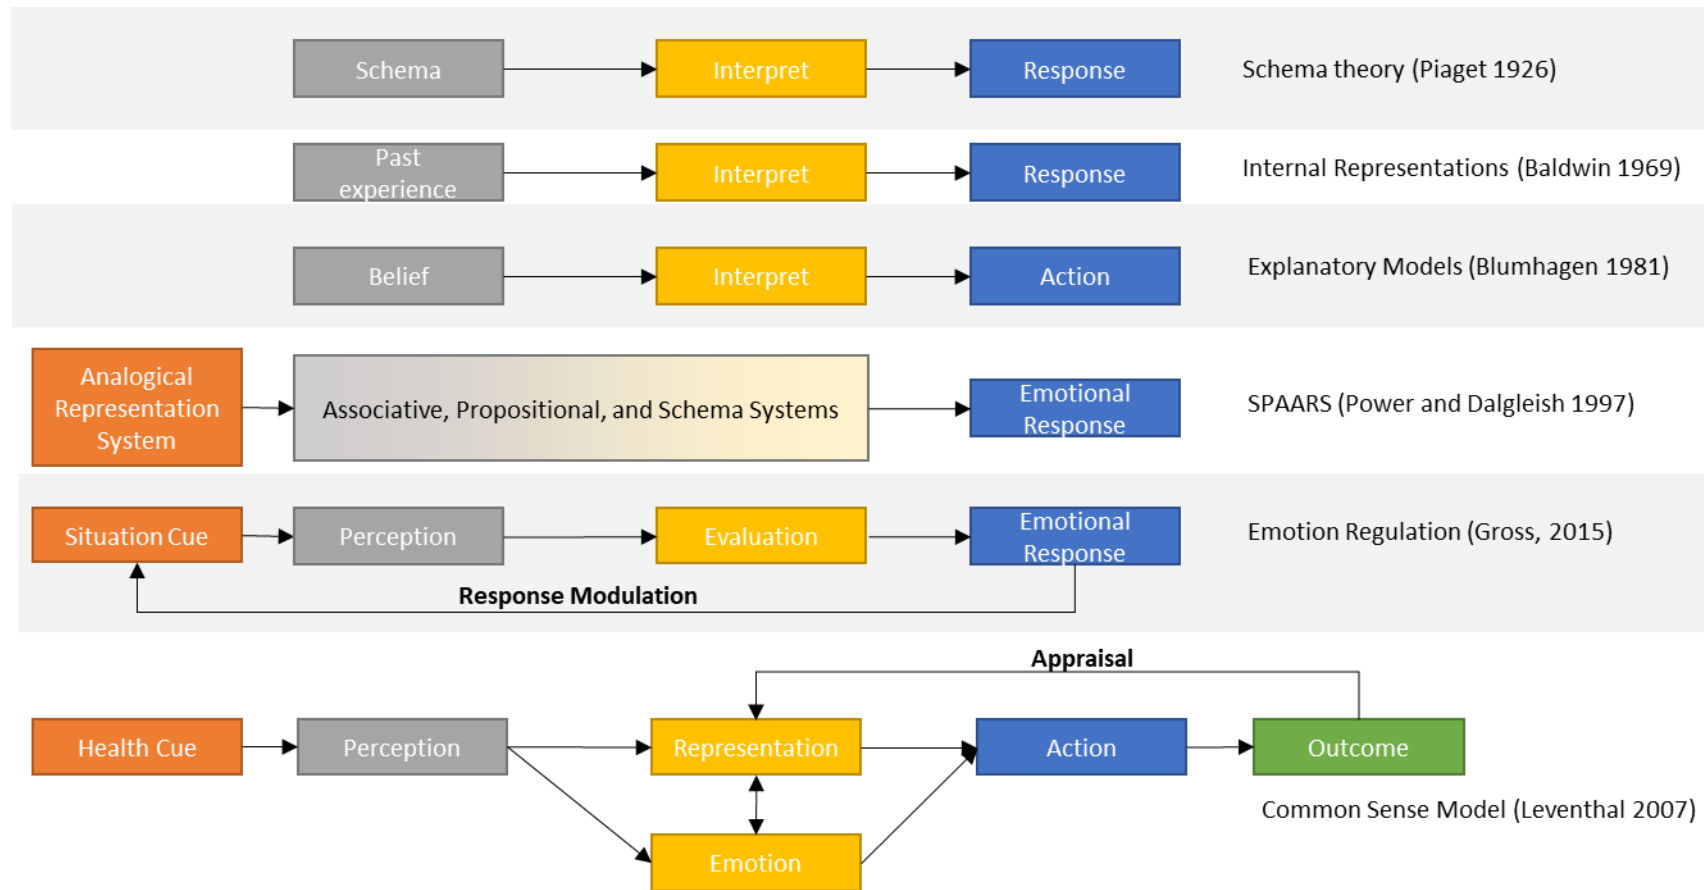 Schema
Interpret
Response
Schema theory (Piaget 1926)
Past
experience
Interpret
Response
Internal Representations (Baldwin 1969)
Belief
Interpret
Action
Explanatory Models (Blumhagen 1981)
Analogical
Representation
System
Associative, Propositional, and Schema Systems
Emotional
Response
SPAARS (Power and Dalgleish 1997)
Situation Cue
Perception
Evaluation
Emotional
Response
Emotion Regulation (Gross, 2015)
Response Modulation
Appraisal
Health Cue
Perception
Representation
Action
Outcome
Common Sense Model (Leventhal 2007)
Emotion